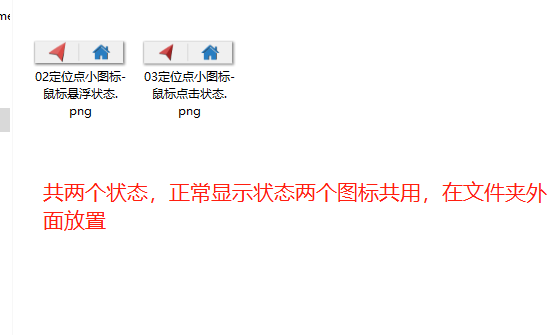 me
02定位点小图标-
鼠标悬浮状态.
png
03定位点小图标-
鼠标点击状态.
png
共两个状态，正常显示状态两个图标共用，在文件夹外
面放置